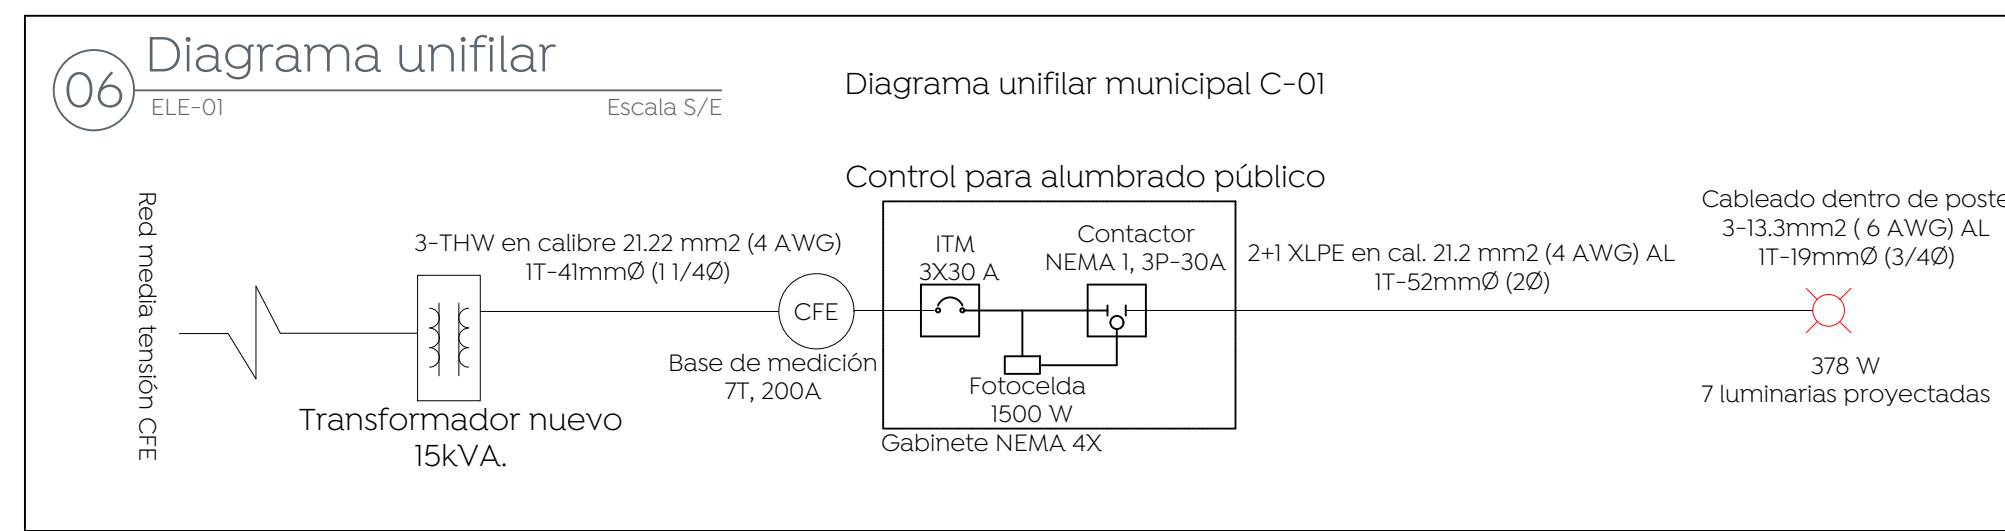 06
Diagrama unifilar
ELE-01
Escala S/E
Diagrama unifilar municipal C-01
Control para alumbrado público
Red media tensión CFE
3-THW en calibre 21.22 mm2 (4 AWG)
1T-41mmØ (1 1/4Ø)
Transformador nuevo
15kVA.
CFE
Base de medición
7T, 200A
ITM
3X30 A
Contactor
NEMA 1, 3P-30A
Fotocelda
1500 W
Gabinete NEMA 4X
2+1 XLPE en cal. 21.2 mm2 (4 AWG) AL
1T-52mmØ (2Ø)
Cableado dentro de poste
3-13.3mm2 ( 6 AWG) AL
1T-19mmØ (3/4Ø)
378 W
7 luminarias proyectadas